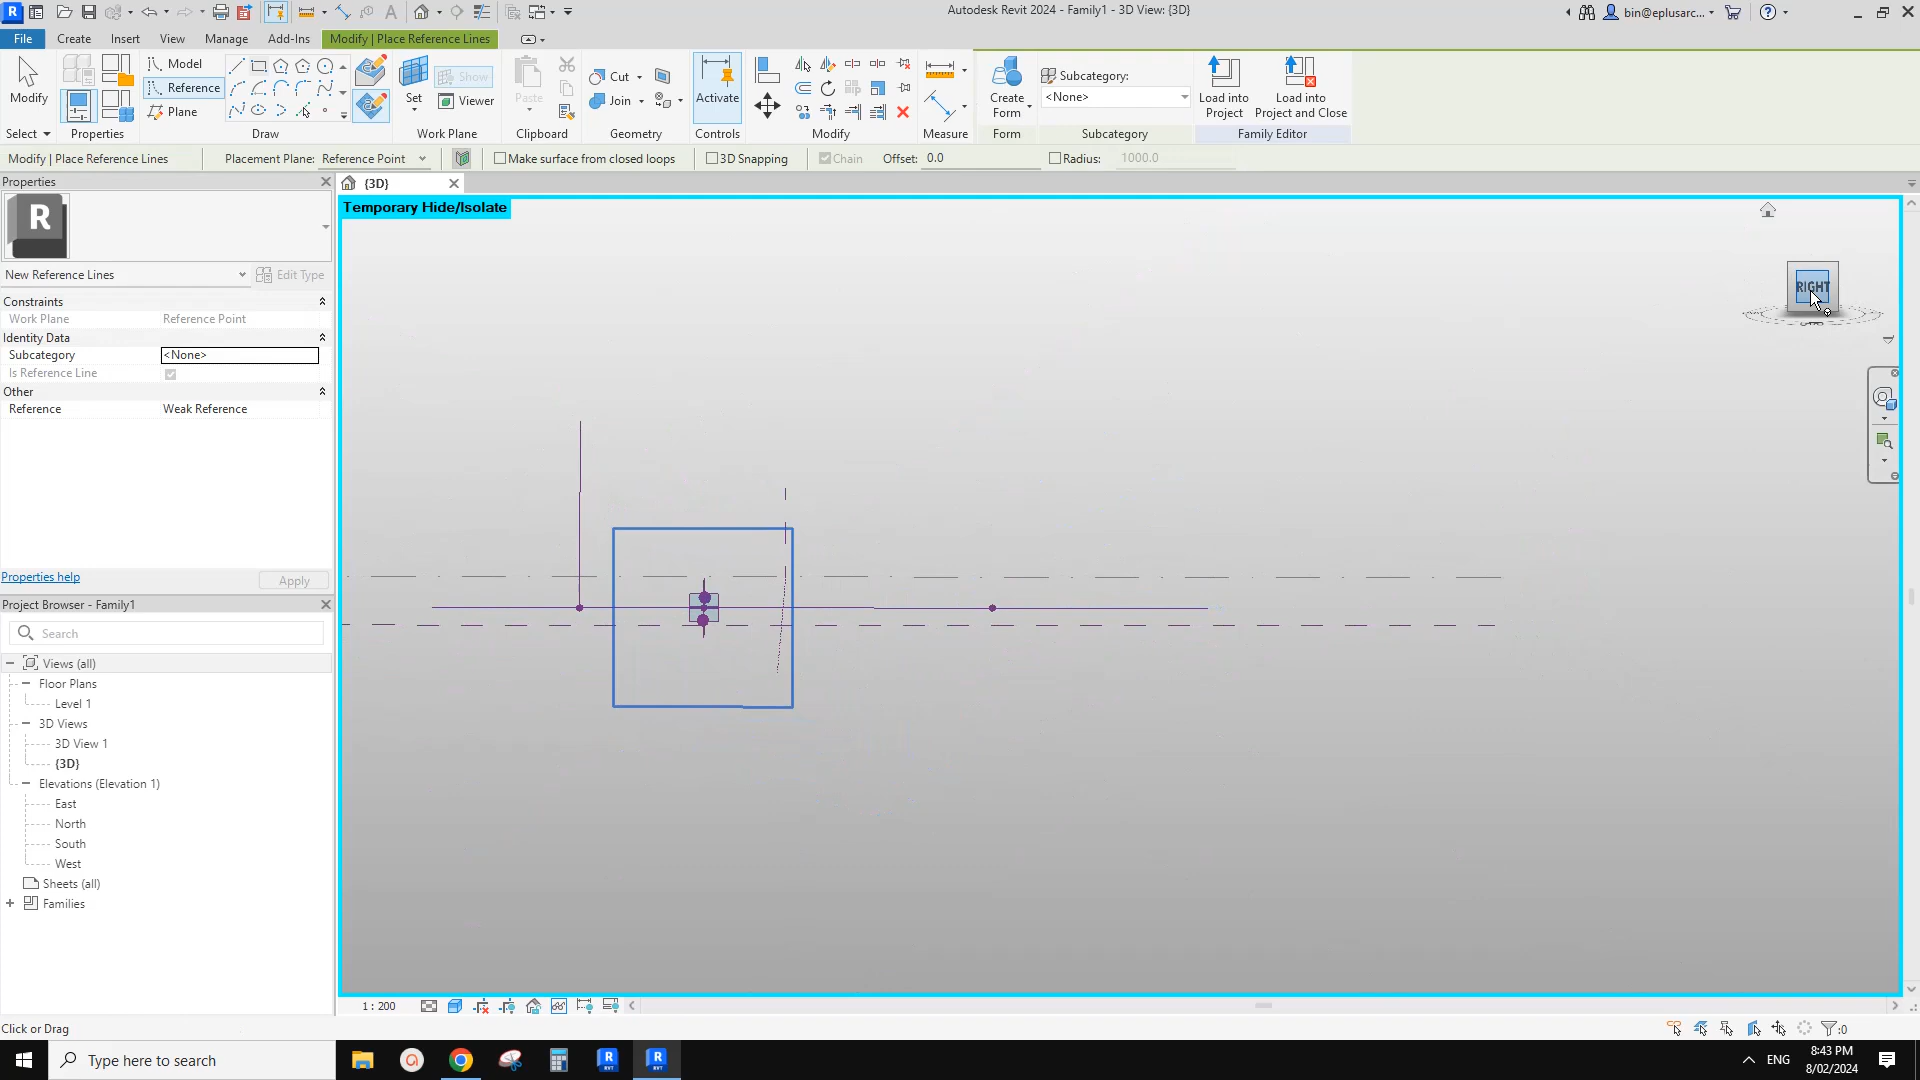 Autodesk Revit 2024 - Family1 - 3D View: {3D}
bin@eplusarc...
File
Create
Insert
View
Manage
Add-Ins
Modify | Place Reference Lines
Modify
Model
Reference
Plane
Set
Show
Viewer
Paste
Cut
Join
Activate
Create
Form
Subcategory:
<None>
Load into
Project
Load into
Project and Close
Select
Properties
Draw
Work Plane
Clipboard
Geometry
Controls
Modify
Measure
Form
Subcategory
Family Editor
Modify | Place Reference Lines
Placement Plane:
Reference Point
Make surface from closed loops
3D Snapping
Chain
Offset:
0.0
Radius:
1000.0
Properties
{3D}
R
Temporary Hide/Isolate
RIGHT
New Reference Lines
Edit Type
Constraints
Work Plane
Reference Point
Identity Data
Subcategory
<None>
Is Reference Line
Other
Reference
Weak Reference
Properties help
Apply
Project Browser - Family1
Search
Views (all)
Floor Plans
Level 1
3D Views
3D View 1
{3D}
Elevations (Elevation 1)
East
North
South
West
Sheets (all)
Families
1 : 200
Click or Drag
:0
Type here to search
ENG
8:43 PM
8/02/2024